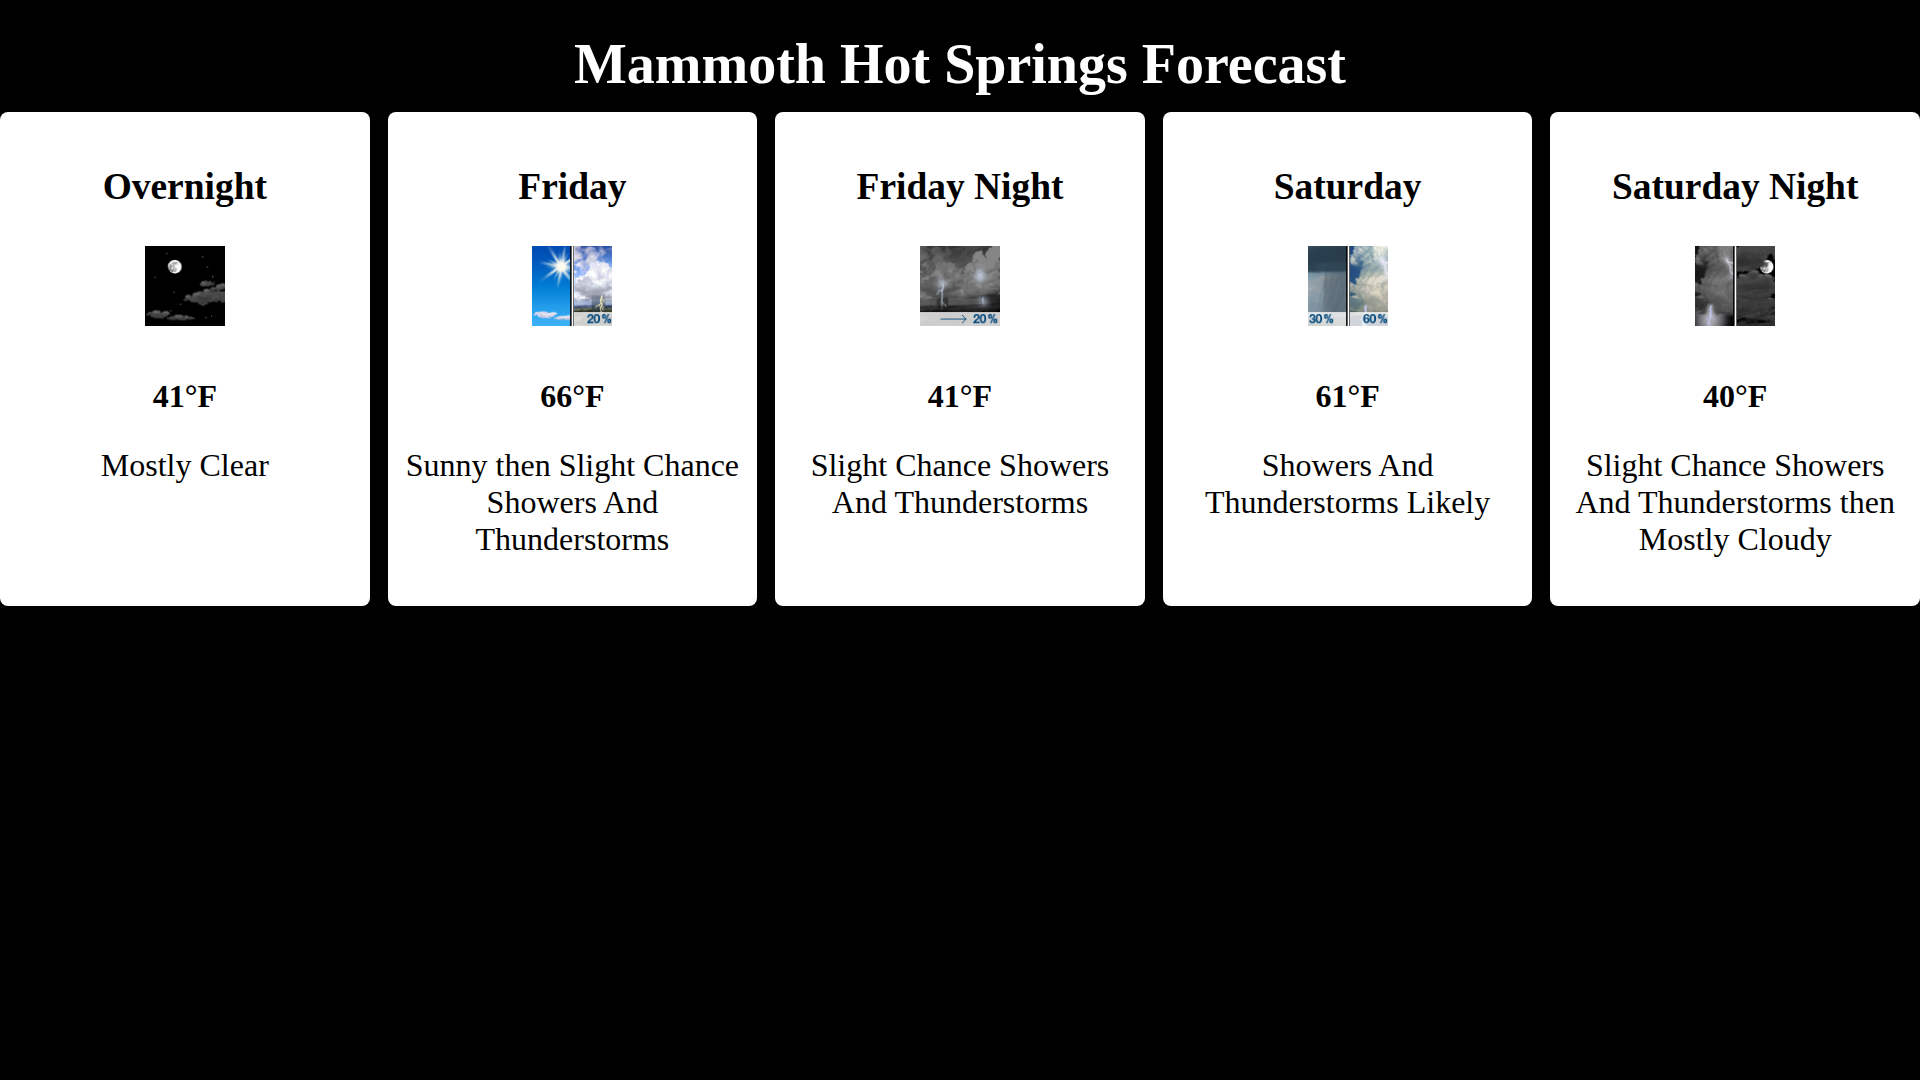 Mammoth Hot Springs Forecast
Overnight
41°F
Mostly Clear
Friday
20%
66°F
Sunny then Slight Chance
Showers And
Thunderstorms
Friday Night
20%
41°F
Slight Chance Showers
And Thunderstorms
Saturday
30% 60%
61°F
Showers And
Thunderstorms Likely
Saturday Night
40°F
Slight Chance Showers
And Thunderstorms then
Mostly Cloudy